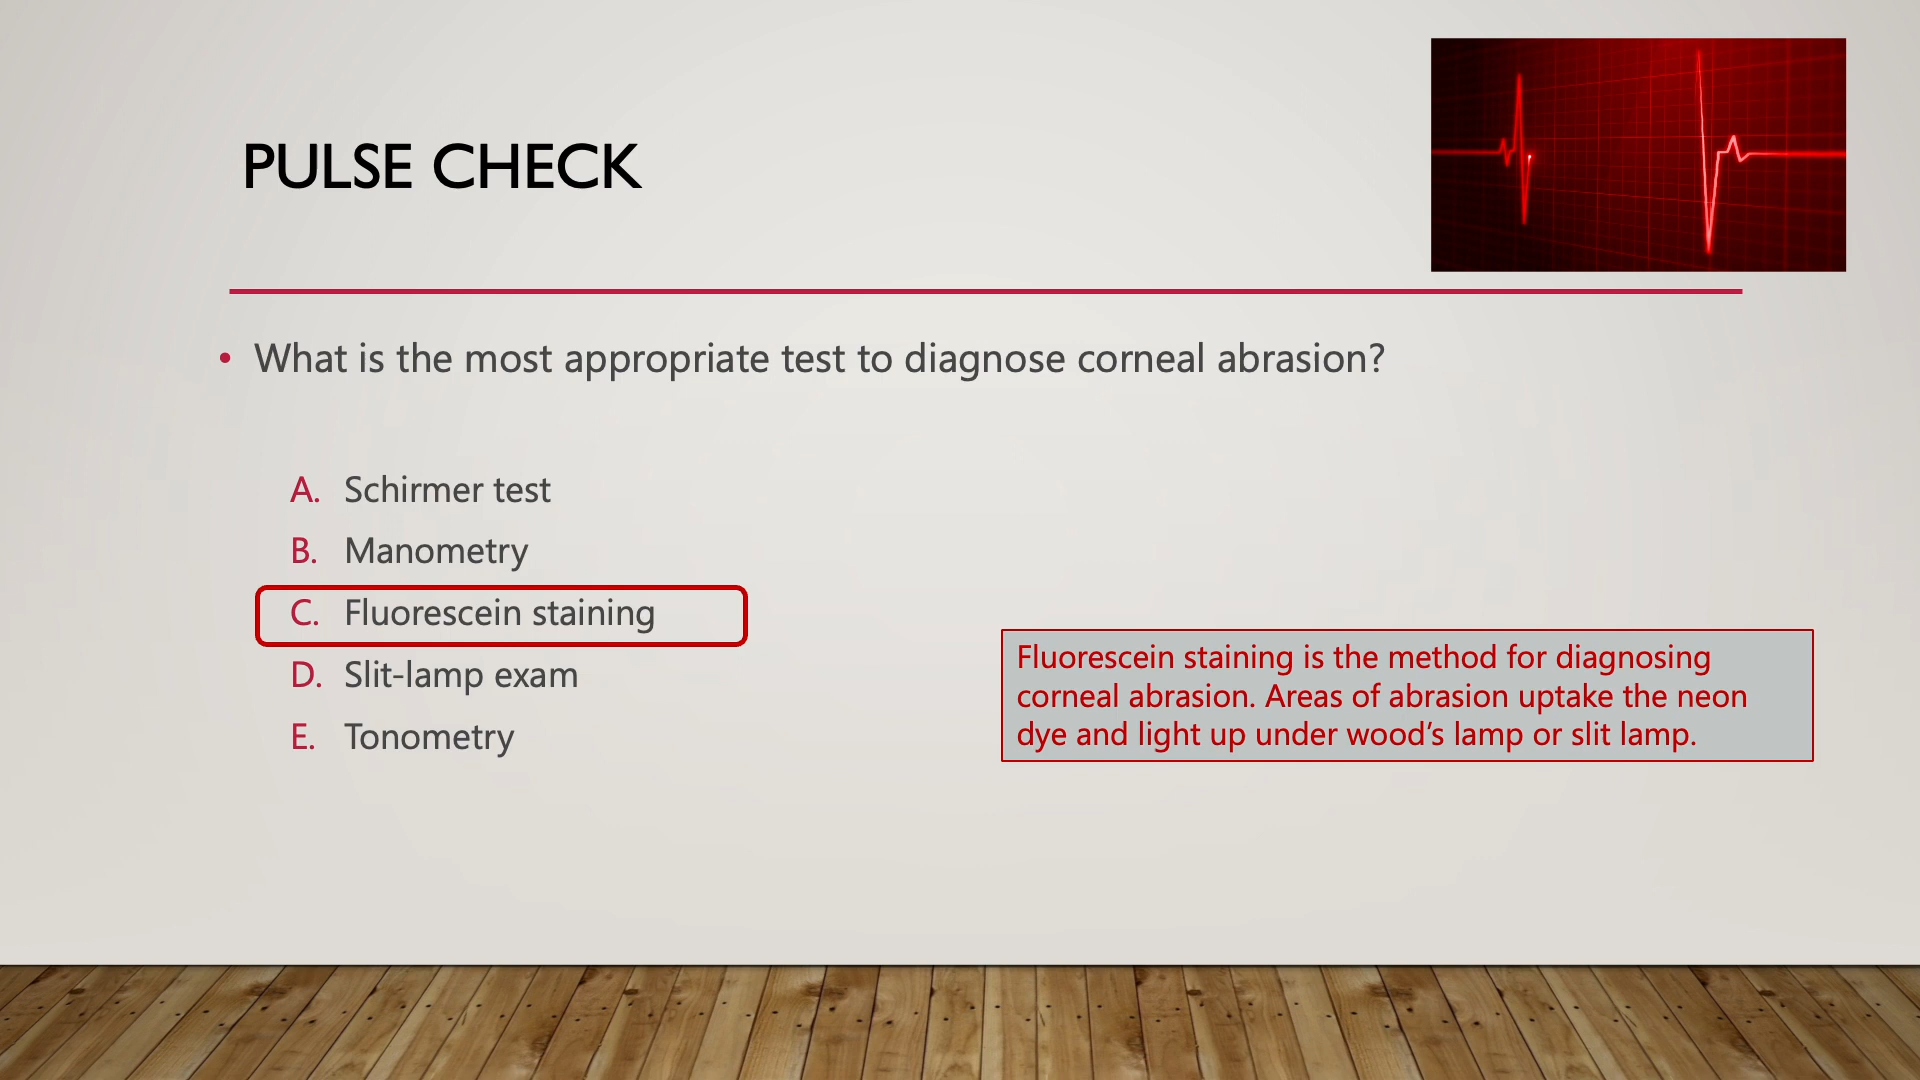 PULSE CHECK
• What is the most appropriate test to diagnose corneal abrasion?
A. Schirmer test
B. Manometry
C. Fluorescein staining
D. Slit-lamp exam
E. Tonometry
Fluorescein staining is the method for diagnosing
corneal abrasion. Areas of abrasion uptake the neon
dye and light up under wood’s lamp or slit lamp.